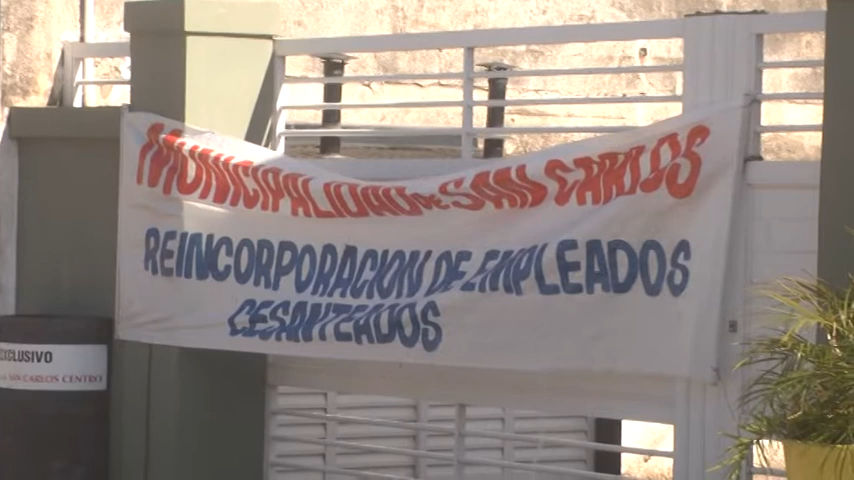 MUNICIPALIDAD DE SAN CARLOS
REINCORPORACION DE EMPLEADOS
CESANTEADOS
EXCLUSIVO
SAN CARLOS CENTRO